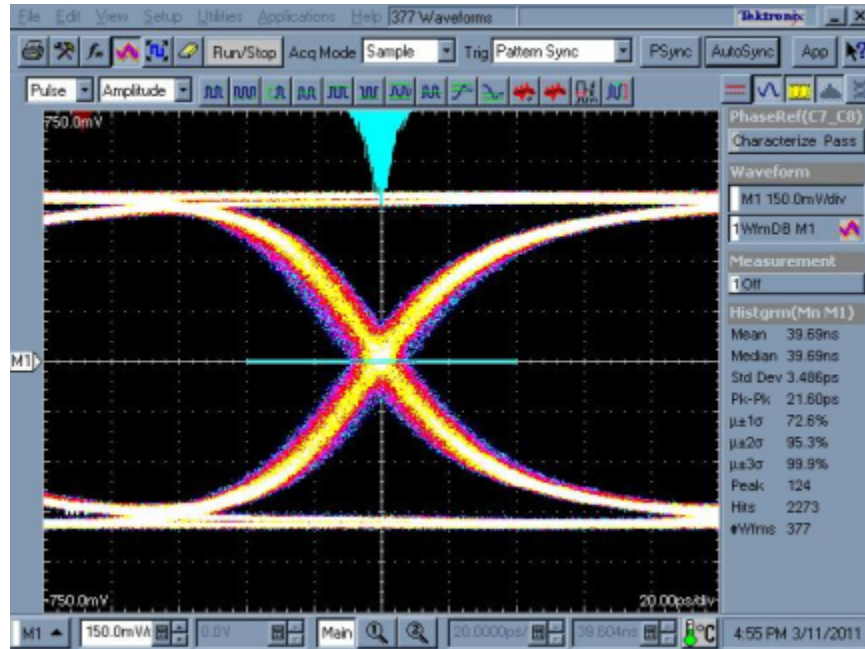 File Edit View Setup Utilities Applications Help 377 Waveforms Tektronix
Run/Stop Acq Mode Sample Trig Pattern Sync PSync AutoSync App
Pulse Amplitude
750.0mV
PhaseRef(C7_C8)
Characterize Pass
Waveform
M1 150.0mV/div
1 WfmDB M1
Measurement
1 Off
Histgrm(Mn M1)
Mean 39.69ns
Median 39.69ns
Std Dev 3.486ps
Pk-Pk 21.60ps
µ±1σ 72.6%
µ±2σ 95.3%
µ±3σ 99.9%
Peak 124
Hits 2273
#Wfms 377
M1
-750.0mV 20.00ps/div
M1 150.0mV/ 0.0V Main 1 2 20.0000ps/ 39.604ns °C 4:55 PM 3/11/2011